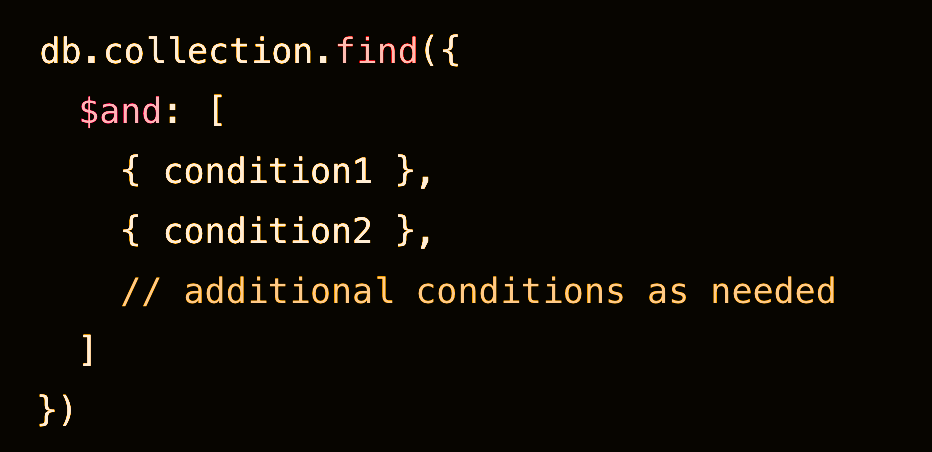 db.collection.find({
  $and: [
    { condition1 },
    { condition2 },
    // additional conditions as needed
  ]
})